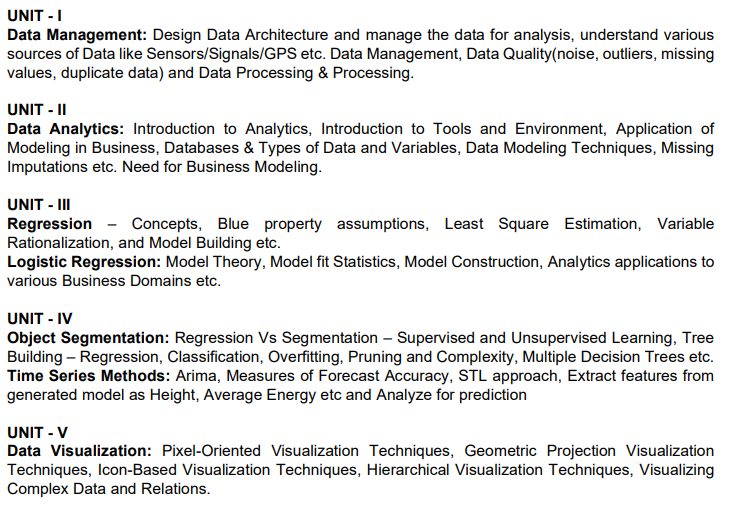 UNIT - I
Data Management: Design Data Architecture and manage the data for analysis, understand various
sources of Data like Sensors/Signals/GPS etc. Data Management, Data Quality(noise, outliers, missing
values, duplicate data) and Data Processing & Processing.
UNIT - II
Data Analytics: Introduction to Analytics, Introduction to Tools and Environment, Application of
Modeling in Business, Databases & Types of Data and Variables, Data Modeling Techniques, Missing
Imputations etc. Need for Business Modeling.
UNIT - III
Regression – Concepts, Blue property assumptions, Least Square Estimation, Variable
Rationalization, and Model Building etc.
Logistic Regression: Model Theory, Model fit Statistics, Model Construction, Analytics applications to
various Business Domains etc.
UNIT - IV
Object Segmentation: Regression Vs Segmentation – Supervised and Unsupervised Learning, Tree
Building – Regression, Classification, Overfitting, Pruning and Complexity, Multiple Decision Trees etc.
Time Series Methods: Arima, Measures of Forecast Accuracy, STL approach, Extract features from
generated model as Height, Average Energy etc and Analyze for prediction
UNIT - V
Data Visualization: Pixel-Oriented Visualization Techniques, Geometric Projection Visualization
Techniques, Icon-Based Visualization Techniques, Hierarchical Visualization Techniques, Visualizing
Complex Data and Relations.